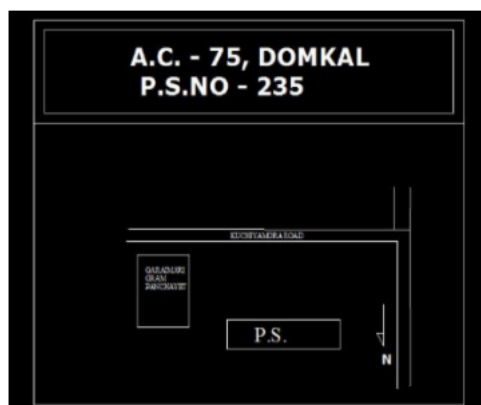 A.C. - 75, DOMKAL
P.S.NO - 235
KUCHIYAMORA ROAD
GARAIMARI
GRAM
PANCHAYET
P.S.
N